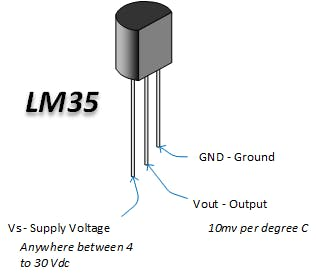 LM35
GND - Ground
Vout - Output
10mv per degree C
Vs - Supply Voltage
Anywhere between 4
to 30 Vdc